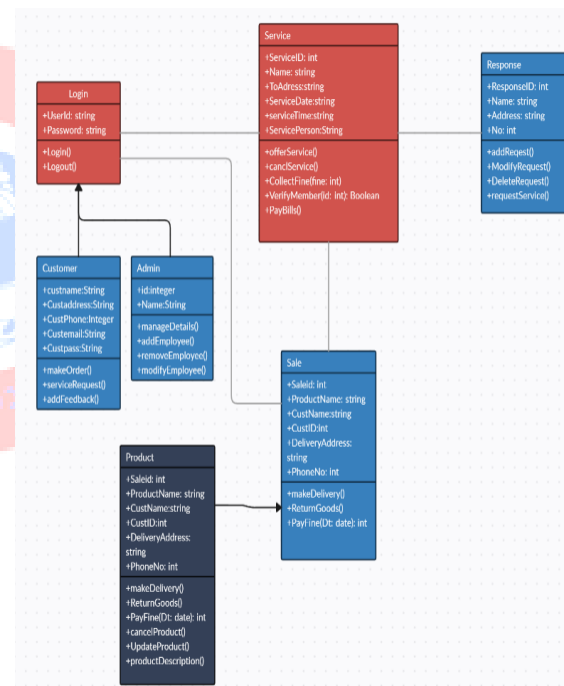 Service
+ServiceID: int
+Name: string
+ToAdress:string
+ServiceDate:string
+serviceTime:string
+ServicePerson:String
+offerService()
+canclService()
+CollectFine(fine: int)
+VerifyMember(id: int): Boolean
+PayBills()
Response
+ResponseID: int
+Name: string
+Address: string
+No: int
+addReqest()
+ModifyRequest()
+DeleteRequest()
+requestService()
Login
+UserId: string
+Password: string
+Login()
+Logout()
Customer
+custname:String
+Custaddress:String
+CustPhone:Integer
+Custemail:String
+Custpass:String
+makeOrder()
+serviceRequest()
+addFeedback()
Admin
+id:integer
+Name:String
+manageDetails()
+addEmployee()
+removeEmployee()
+modifyEmployee()
Sale
+Saleid: int
+ProductName: string
+CustName:string
+CustID:int
+DeliveryAddress:
string
+PhoneNo: int
+makeDelivery()
+ReturnGoods()
+PayFine(Dt: date): int
Product
+Saleid: int
+ProductName: string
+CustName:string
+CustID:int
+DeliveryAddress:
string
+PhoneNo: int
+makeDelivery()
+ReturnGoods()
+PayFine(Dt: date): int
+cancelProduct()
+UpdateProduct()
+productDescription()